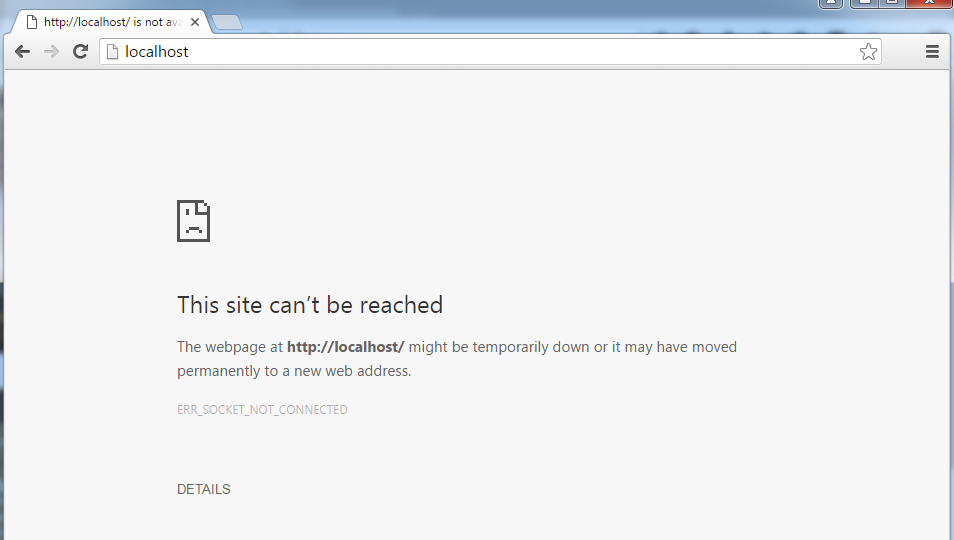 http://localhost/ is not ava
localhost
This site can’t be reached
The webpage at http://localhost/ might be temporarily down or it may have moved
permanently to a new web address.
ERR_SOCKET_NOT_CONNECTED
DETAILS